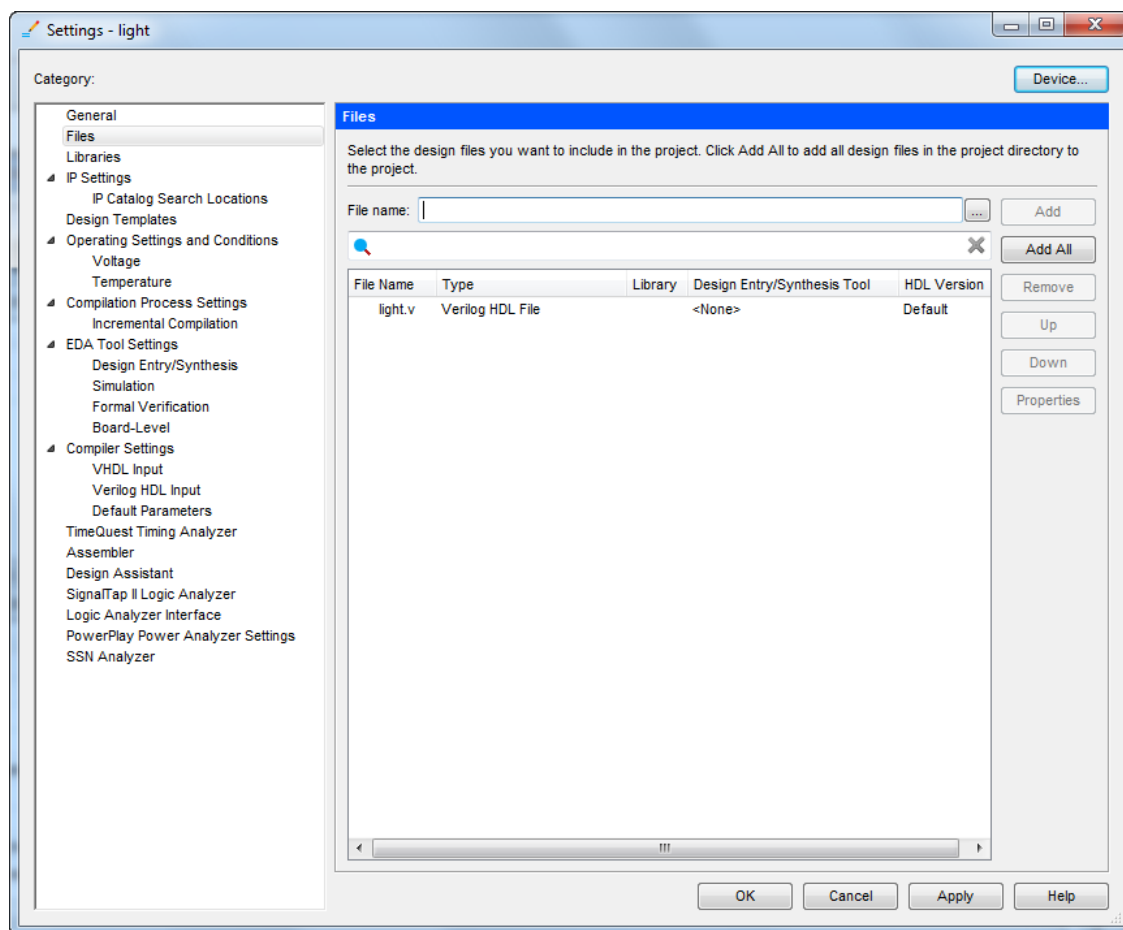 Settings - light
Category:
Device...
General
Files
Libraries
IP Settings
IP Catalog Search Locations
Design Templates
Operating Settings and Conditions
Voltage
Temperature
Compilation Process Settings
Incremental Compilation
EDA Tool Settings
Design Entry/Synthesis
Simulation
Formal Verification
Board-Level
Compiler Settings
VHDL Input
Verilog HDL Input
Default Parameters
TimeQuest Timing Analyzer
Assembler
Design Assistant
SignalTap II Logic Analyzer
Logic Analyzer Interface
PowerPlay Power Analyzer Settings
SSN Analyzer
Files
Select the design files you want to include in the project. Click Add All to add all design files in the project directory to
the project.
File name:
...
Add
Add All
File Name Type Library Design Entry/Synthesis Tool HDL Version
light.v Verilog HDL File <None> Default
Remove
Up
Down
Properties
OK Cancel Apply Help